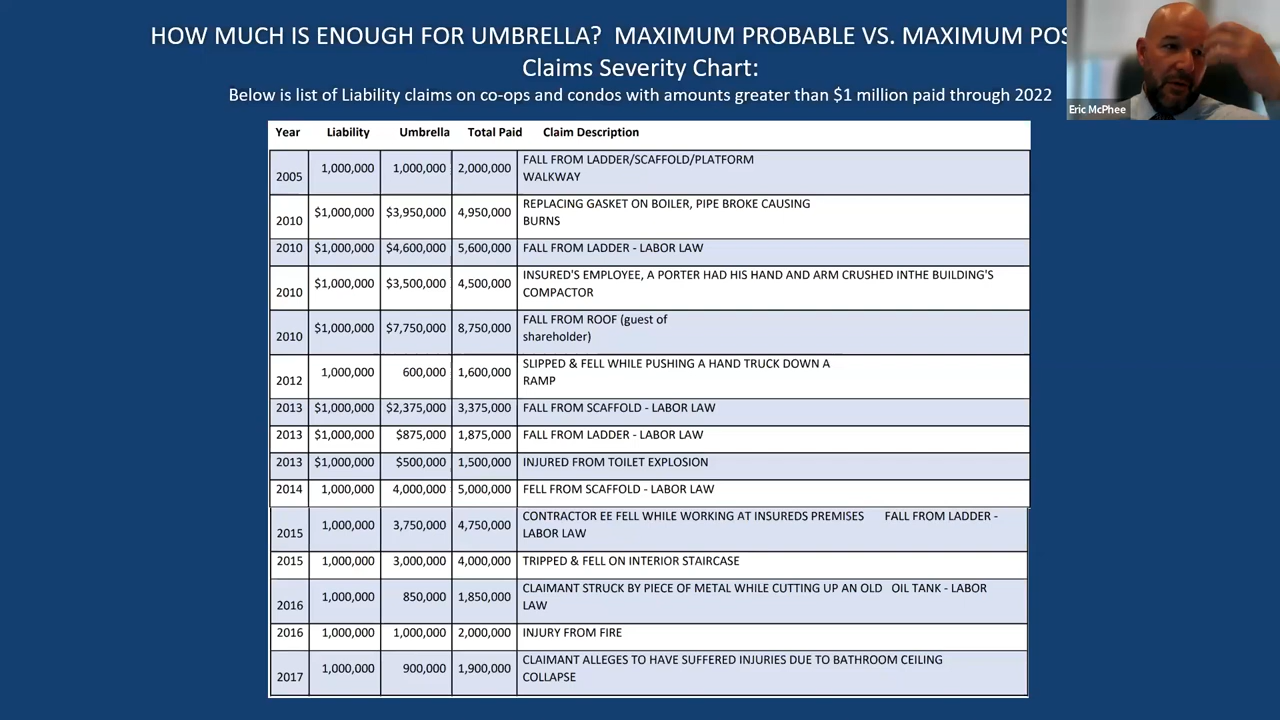 HOW MUCH IS ENOUGH FOR UMBRELLA? MAXIMUM PROBABLE VS. MAXIMUM POS
Claims Severity Chart:
Below is list of Liability claims on co-ops and condos with amounts greater than $1 million paid through 2022
Eric McPhee
Year Liability Umbrella Total Paid Claim Description
2005 1,000,000 1,000,000 2,000,000 FALL FROM LADDER/SCAFFOLD/PLATFORM
WALKWAY
2010 $1,000,000 $3,950,000 4,950,000 REPLACING GASKET ON BOILER, PIPE BROKE CAUSING
BURNS
2010 $1,000,000 $4,600,000 5,600,000 FALL FROM LADDER - LABOR LAW
2010 $1,000,000 $3,500,000 4,500,000 INSURED'S EMPLOYEE, A PORTER HAD HIS HAND AND ARM CRUSHED INTHE BUILDING'S
COMPACTOR
2010 $1,000,000 $7,750,000 8,750,000 FALL FROM ROOF (guest of
shareholder)
2012 1,000,000 600,000 1,600,000 SLIPPED & FELL WHILE PUSHING A HAND TRUCK DOWN A
RAMP
2013 $1,000,000 $2,375,000 3,375,000 FALL FROM SCAFFOLD - LABOR LAW
2013 $1,000,000 $875,000 1,875,000 FALL FROM LADDER - LABOR LAW
2013 $1,000,000 $500,000 1,500,000 INJURED FROM TOILET EXPLOSION
2014 1,000,000 4,000,000 5,000,000 FELL FROM SCAFFOLD - LABOR LAW
2015 1,000,000 3,750,000 4,750,000 CONTRACTOR EE FELL WHILE WORKING AT INSUREDS PREMISES FALL FROM LADDER -
LABOR LAW
2015 1,000,000 3,000,000 4,000,000 TRIPPED & FELL ON INTERIOR STAIRCASE
2016 1,000,000 850,000 1,850,000 CLAIMANT STRUCK BY PIECE OF METAL WHILE CUTTING UP AN OLD OIL TANK - LABOR
LAW
2016 1,000,000 1,000,000 2,000,000 INJURY FROM FIRE
2017 1,000,000 900,000 1,900,000 CLAIMANT ALLEGES TO HAVE SUFFERED INJURIES DUE TO BATHROOM CEILING
COLLAPSE